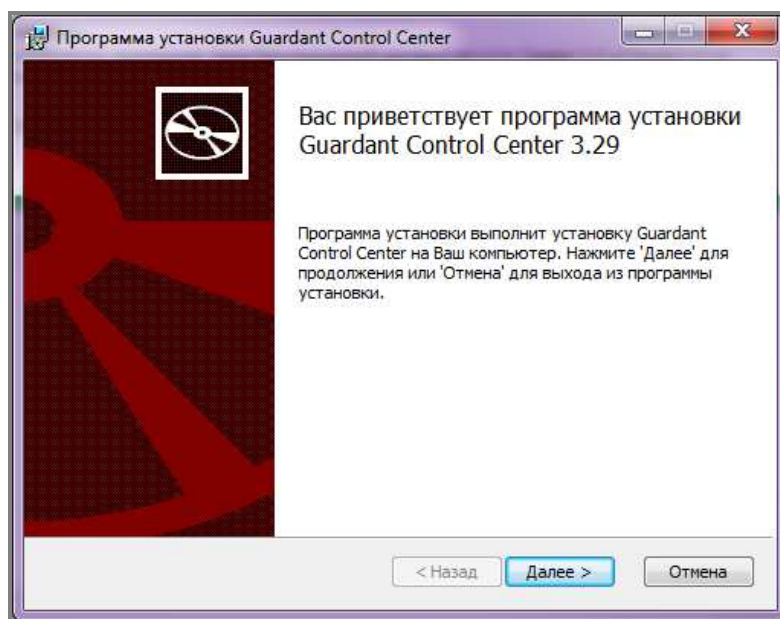 Программа установки Guardant Control Center
Вас приветствует программа установки
Guardant Control Center 3.29
Программа установки выполнит установку Guardant
Control Center на Ваш компьютер. Нажмите 'Далее' для
продолжения или 'Отмена' для выхода из программы
установки.
< Назад Далее > Отмена